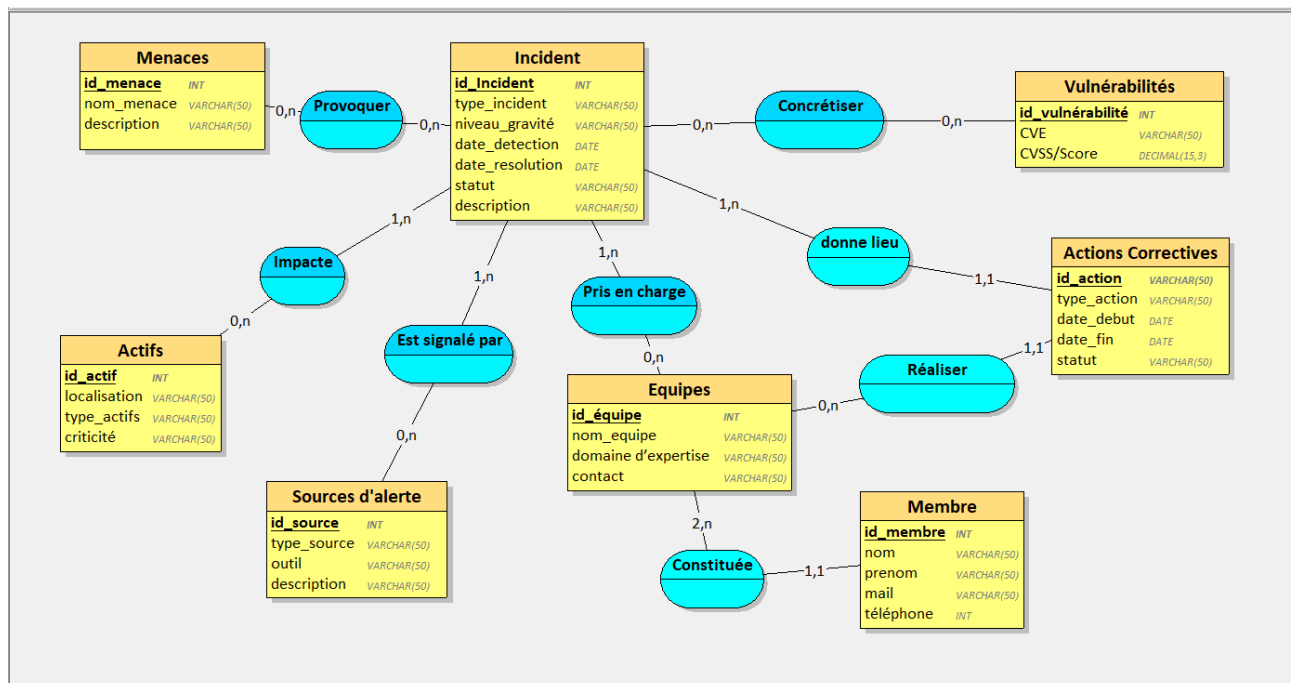 Menaces
id_menace INT
nom_menace VARCHAR(50)
description VARCHAR(50)
0,n
Provoquer
0,n
Incident
id_Incident INT
type_incident VARCHAR(50)
niveau_gravité VARCHAR(50)
date_detection DATE
date_resolution DATE
statut VARCHAR(50)
description VARCHAR(50)
0,n
Concrétiser
0,n
Vulnérabilités
id_vulnérabilité INT
CVE VARCHAR(50)
CVSS/Score DECIMAL(15,3)
1,n
Impacte
0,n
1,n
Est signalé par
0,n
1,n
Pris en charge
0,n
1,n
donne lieu
1,1
Actions Correctives
id_action VARCHAR(50)
type_action VARCHAR(50)
date_debut DATE
date_fin DATE
statut VARCHAR(50)
1,1
Réaliser
0,n
Actifs
id_actif INT
localisation VARCHAR(50)
type_actifs VARCHAR(50)
criticité VARCHAR(50)
Equipes
id_équipe INT
nom_equipe VARCHAR(50)
domaine d’expertise VARCHAR(50)
contact VARCHAR(50)
Sources d'alerte
id_source INT
type_source VARCHAR(50)
outil VARCHAR(50)
description VARCHAR(50)
2,n
Constituée
1,1
Membre
id_membre INT
nom VARCHAR(50)
prenom VARCHAR(50)
mail VARCHAR(50)
téléphone INT